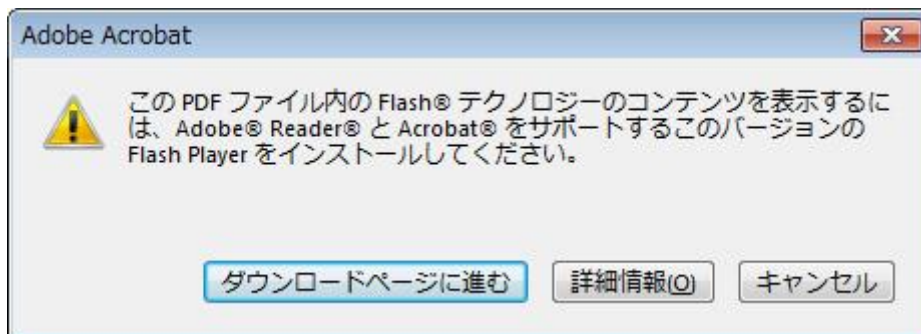 Adobe Acrobat
この PDF ファイル内の Flash® テクノロジーのコンテンツを表示するに
は、Adobe® Reader® と Acrobat® をサポートするこのバージョンの
Flash Player をインストールしてください。
ダウンロードページに進む 詳細情報(O) キャンセル